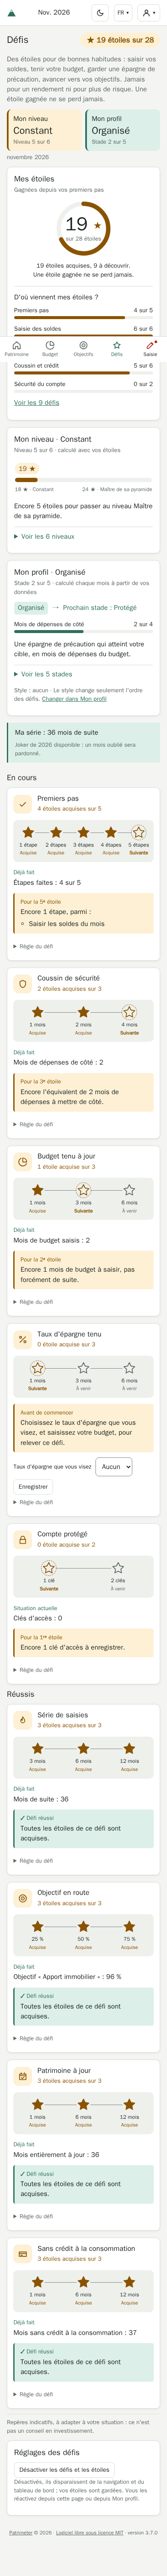 Nov. 2026
FR
Défis
★ 19 étoiles sur 28
Des étoiles pour de bonnes habitudes : saisir vos
soldes, tenir votre budget, garder une épargne de
précaution, avancer vers vos objectifs. Jamais
pour un montant ni pour un risque pris. Une
étoile gagnée ne se perd jamais.
Mon niveau
Constant
Niveau 5 sur 6
Mon profil
Organisé
Stade 2 sur 5
novembre 2026
Mes étoiles
Gagnées depuis vos premiers pas
19 ★
sur 28 étoiles
19 étoiles acquises, 9 à découvrir.
Une étoile gagnée ne se perd jamais.
D'où viennent mes étoiles ?
Premiers pas 4 sur 5
Saisie des soldes 6 sur 6
Patrimoine
Budget
Objectifs
Défis
Saisie
Coussin et crédit 5 sur 6
Sécurité du compte 0 sur 2
Voir les 9 défis
Mon niveau · Constant
Niveau 5 sur 6 · calculé avec vos étoiles
19 ★
18 ★ · Constant
24 ★ · Maître de sa pyramide
Encore 5 étoiles pour passer au niveau Maître
de sa pyramide.
Voir les 6 niveaux
Mon profil · Organisé
Stade 2 sur 5 · calculé chaque mois à partir de vos
données
Organisé → Prochain stade : Protégé
Mois de dépenses de côté 2 sur 4
Une épargne de précaution qui atteint votre
cible, en mois de dépenses du budget.
Voir les 5 stades
Style : aucun · Le style change seulement l'ordre
des défis. Changer dans Mon profil
Ma série : 36 mois de suite
Joker de 2026 disponible : un mois oublié sera
pardonné.
En cours
Premiers pas
4 étoiles acquises sur 5
1 étape 2 étapes 3 étapes 4 étapes 5 étapes
Acquise Acquise Acquise Acquise Suivante
Déjà fait
Étapes faites : 4 sur 5
Pour la 5ᵉ étoile
Encore 1 étape, parmi :
Saisir les soldes du mois
Règle du défi
Coussin de sécurité
2 étoiles acquises sur 3
1 mois 2 mois 4 mois
Acquise Acquise Suivante
Déjà fait
Mois de dépenses de côté : 2
Pour la 3ᵉ étoile
Encore l'équivalent de 2 mois de
dépenses à mettre de côté.
Règle du défi
Budget tenu à jour
1 étoile acquise sur 3
1 mois 3 mois 6 mois
Acquise Suivante À venir
Déjà fait
Mois de budget saisis : 2
Pour la 2ᵉ étoile
Encore 1 mois de budget à saisir, pas
forcément de suite.
Règle du défi
Taux d'épargne tenu
0 étoile acquise sur 3
1 mois 3 mois 6 mois
Suivante À venir À venir
Avant de commencer
Choisissez le taux d'épargne que vous
visez, et saisissez votre budget, pour
relever ce défi.
Taux d'épargne que vous visez
Aucun
Enregistrer
Règle du défi
Compte protégé
0 étoile acquise sur 2
1 clé 2 clés
Suivante À venir
Situation actuelle
Clés d'accès : 0
Pour la 1ʳᵉ étoile
Encore 1 clé d'accès à enregistrer.
Règle du défi
Réussis
Série de saisies
3 étoiles acquises sur 3
3 mois 6 mois 12 mois
Acquise Acquise Acquise
Déjà fait
Mois de suite : 36
✓ Défi réussi
Toutes les étoiles de ce défi sont
acquises.
Règle du défi
Objectif en route
3 étoiles acquises sur 3
25 % 50 % 75 %
Acquise Acquise Acquise
Déjà fait
Objectif « Apport immobilier » : 96 %
✓ Défi réussi
Toutes les étoiles de ce défi sont
acquises.
Règle du défi
Patrimoine à jour
3 étoiles acquises sur 3
1 mois 6 mois 12 mois
Acquise Acquise Acquise
Déjà fait
Mois entièrement à jour : 36
✓ Défi réussi
Toutes les étoiles de ce défi sont
acquises.
Règle du défi
Sans crédit à la consommation
3 étoiles acquises sur 3
1 mois 6 mois 12 mois
Acquise Acquise Acquise
Déjà fait
Mois sans crédit à la consommation : 37
✓ Défi réussi
Toutes les étoiles de ce défi sont
acquises.
Règle du défi
Repères indicatifs, à adapter à votre situation : ce n'est
pas un conseil en investissement.
Réglages des défis
Désactiver les défis et les étoiles
Désactivés, ils disparaissent de la navigation et du
tableau de bord ; vos étoiles sont gardées. Vous les
réactivez depuis cette page ou depuis Mon profil.
Patrimeter © 2026 · Logiciel libre sous licence MIT · version 3.7.0